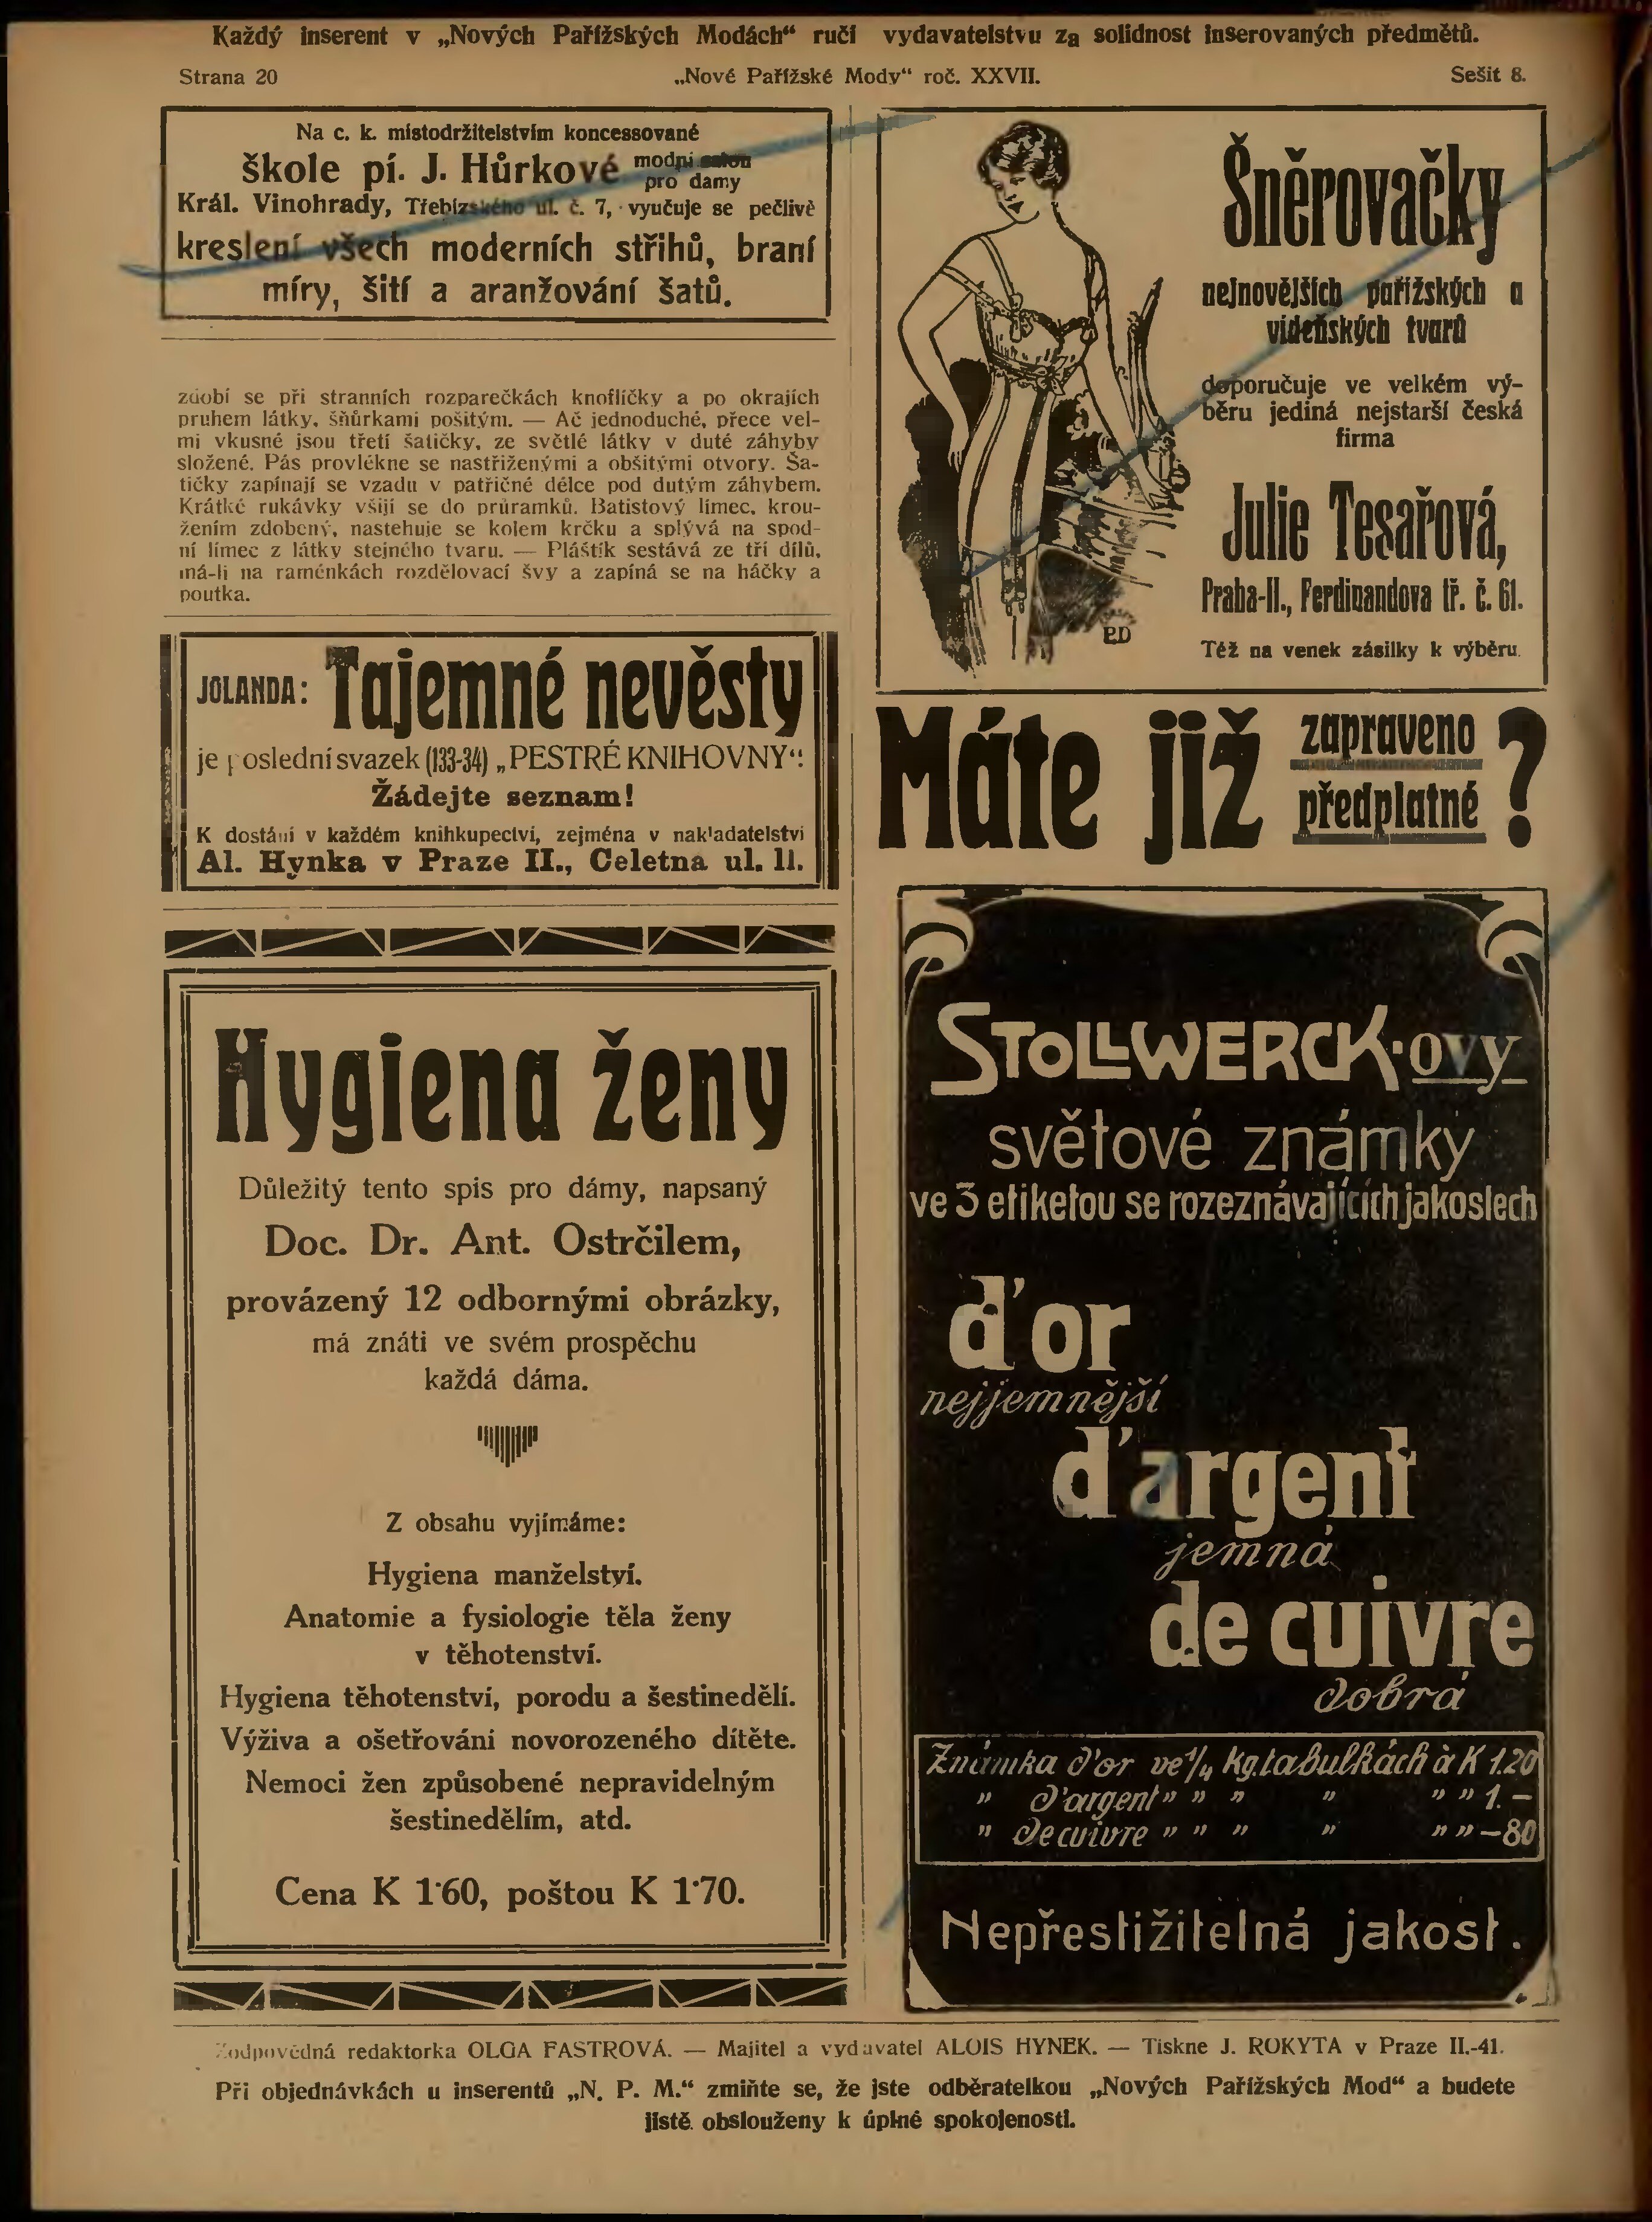 Každý inserent v „Nových Pařížských Modách“ ručí vydavatelstvu za solidnost inserovaných předmětů.
Strana 20
„Nové Pařížské Mody“ roč. XXVII.
Sešit 8.
Na c. k. místodržitelstvím koncessované
škole pí. J. Hůrkové modní salon
pro damy
Král. Vinohrady, Třebízského ul. č. 7, vyučuje se pečlivě
kreslení všech moderních střihů, braní
míry, šití a aranžování šatů.
zdobí se při stranních rozparečkách knoflíčky a po okrajích
pruhem látky, šňůrkami pošitým. — Ač jednoduché, přece vel-
mi vkusné jsou třetí šatičky, ze světlé látky v duté záhyby
složené. Pás provlékne se nastřiženými a obšitými otvory. Ša-
tičky zapínají se vzadu v patřičné délce pod dutým záhybem.
Krátké rukávky všijí se do průramků. Batistový límec, krou-
žením zdobený, nastehuje se kolem krčku a splývá na spod-
ní límec z látky stejného tvaru. — Pláštík sestává ze tří dílů,
má-li na raménkách rozdělovací švy a zapíná se na háčky a
poutka.
JOLANDA: Tajemné nevěsty
je poslední svazek (133-34) „PESTRÉ KNIHOVNY“:
Žádejte seznam!
K dostání v každém knihkupectví, zejména v nakladatelství
Al. Hynka v Praze II., Celetna ul. 11.
Hygiena ženy
Důležitý tento spis pro dámy, napsaný
Doc. Dr. Ant. Ostrčilem,
provázený 12 odbornými obrázky,
má znáti ve svém prospěchu
každá dáma.
Z obsahu vyjímáme:
Hygiena manželství.
Anatomie a fysiologie těla ženy
v těhotenství.
Hygiena těhotenství, porodu a šestinedělí.
Výživa a ošetřování novorozeného dítěte.
Nemoci žen způsobené nepravidelným
šestinedělím, atd.
Cena K 1·60, poštou K 1·70.
Šněrovačky
nejnovějších pařížských a
vídeňských tvarů
doporučuje ve velkém vý-
běru jediná nejstarší česká
firma
Julie Tesařová,
Praha-II., Ferdinandova tř. č. 61.
Též na venek zásilky k výběru.
Máte již zapraveno
předplatné ?
STOLLWERCK·ovy
světové známky
ve 3 etiketou se rozeznávajících jakostech
d'or
nejjemnější
d'argent
jemná
de cuivre
dobrá
Známka d'or ve 1/4 kg. tabulkách à K 1.20
" d'argent " " " " " " 1.—
" de cuivre " " " " " " —80
Nepřestižitelná jakost.
Zodpovědná redaktorka OLGA FASTROVÁ. — Majitel a vydavatel ALOIS HYNEK. — Tiskne J. ROKYTA v Praze II.-41.
Při objednávkách u inserentů „N. P. M.“ zmiňte se, že jste odběratelkou „Nových Pařížských Mod“ a budete
jistě obslouženy k úplné spokojenosti.